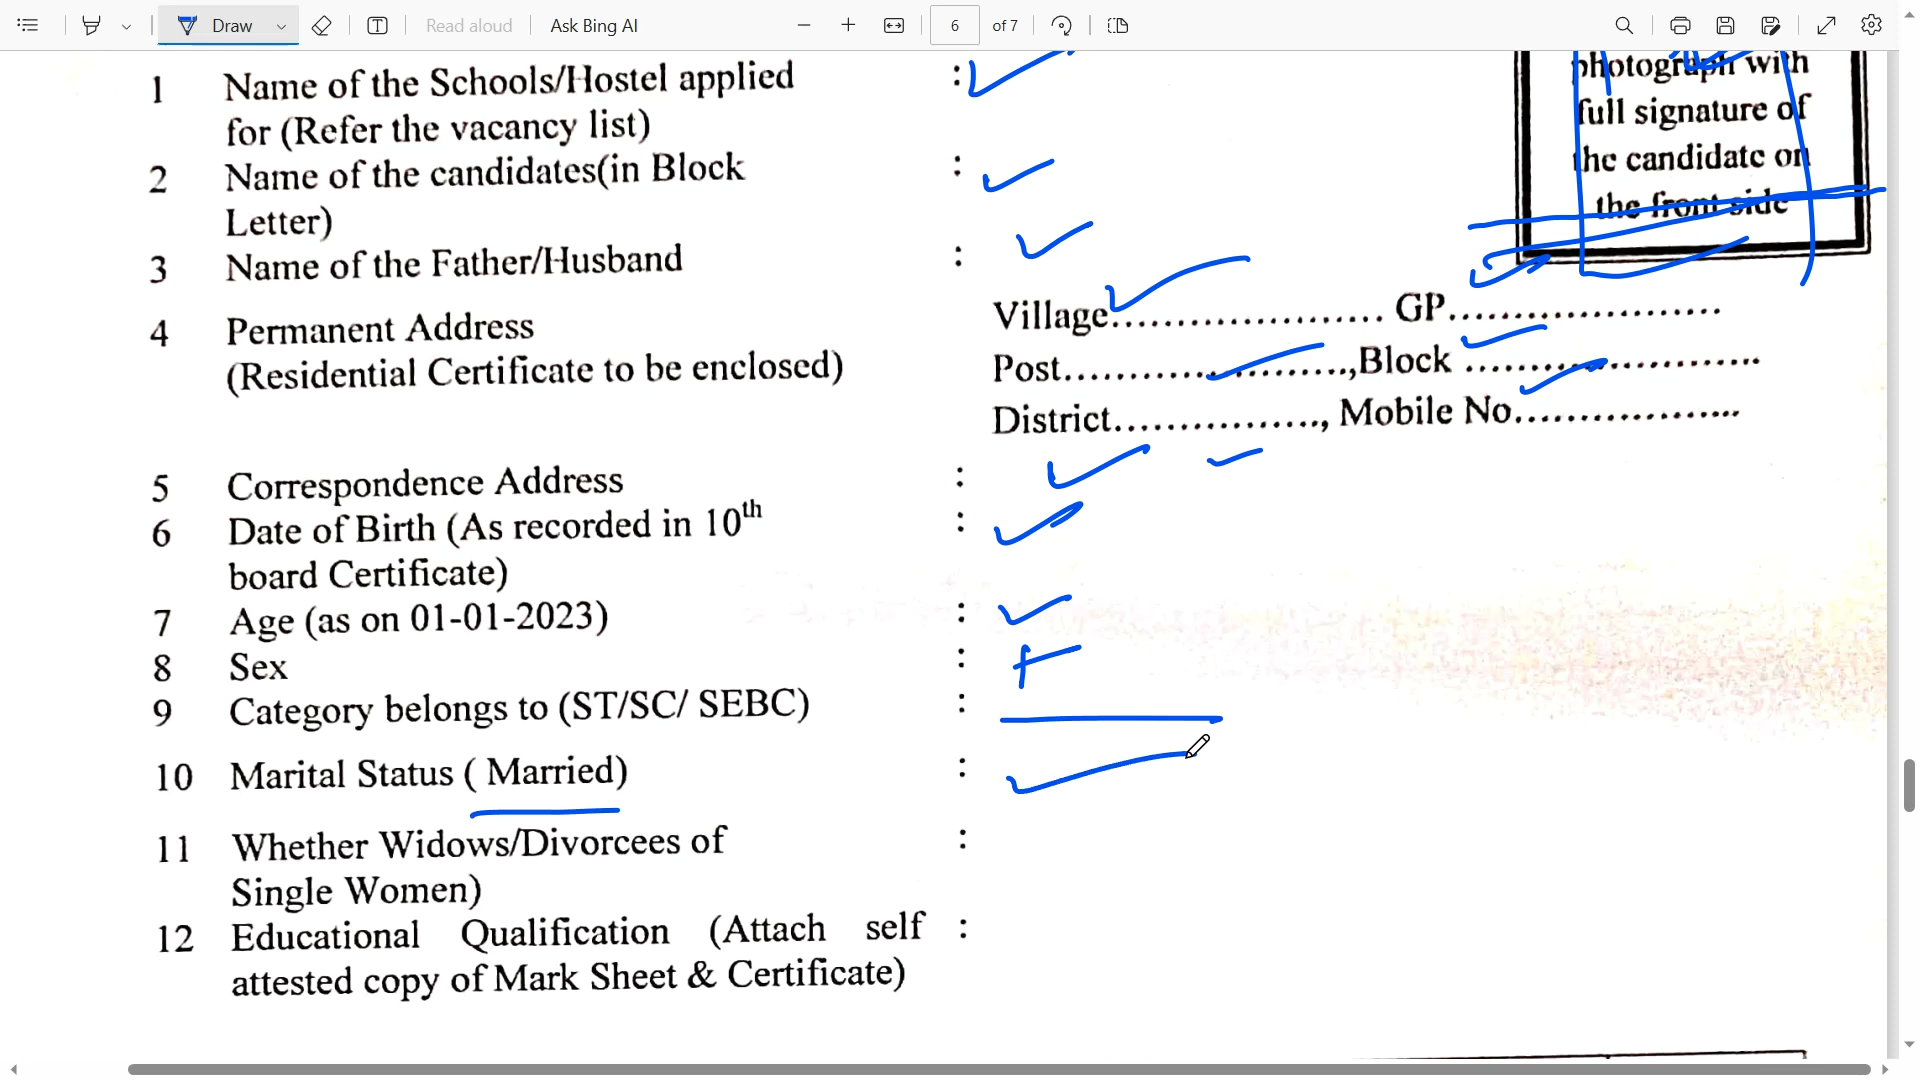 Draw
Read aloud
Ask Bing AI
6
of 7
1 Name of the Schools/Hostel applied :
for (Refer the vacancy list)
2 Name of the candidates(in Block :
Letter)
3 Name of the Father/Husband :
photograph with
full signature of
the candidate on
the front side
4 Permanent Address
(Residential Certificate to be enclosed)
Village..................... GP.....................
Post......................,Block .......................
District................, Mobile No..................
5 Correspondence Address :
6 Date of Birth (As recorded in 10th :
board Certificate)
7 Age (as on 01-01-2023) :
8 Sex : f
9 Category belongs to (ST/SC/ SEBC) :
10 Marital Status ( Married) :
11 Whether Widows/Divorcees of :
Single Women)
12 Educational Qualification (Attach self :
attested copy of Mark Sheet & Certificate)